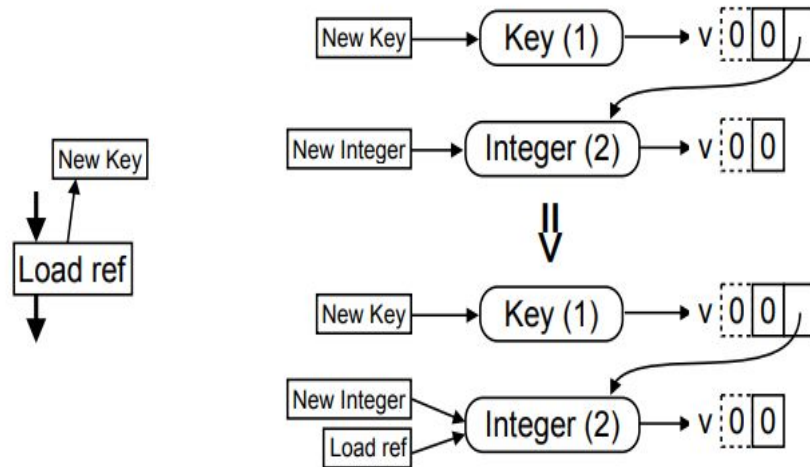 New Key Key (1) v 0 0
New Integer Integer (2) v 0 0
New Key
Load ref
=>
New Key Key (1) v 0 0
New Integer
Load ref
Integer (2) v 0 0